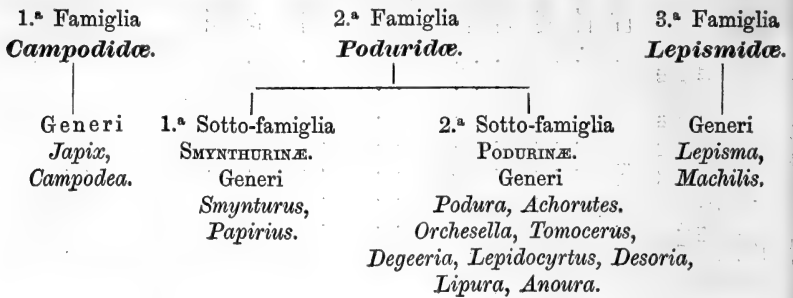 1.ª Famiglia
Campodidæ.
Generi
Japix,
Campodea.
2.ª Famiglia
Poduridæ.
1.ª Sotto-famiglia
Smynthurinæ.
Generi
Smynturus,
Papirius.
2.ª Sotto-famiglia
Podurinæ.
Generi
Podura, Achorutes.
Orchesella, Tomocerus,
Degeeria, Lepidocyrtus, Desoria,
Lipura, Anoura.
3.ª Famiglia
Lepismidæ.
Generi
Lepisma,
Machilis.